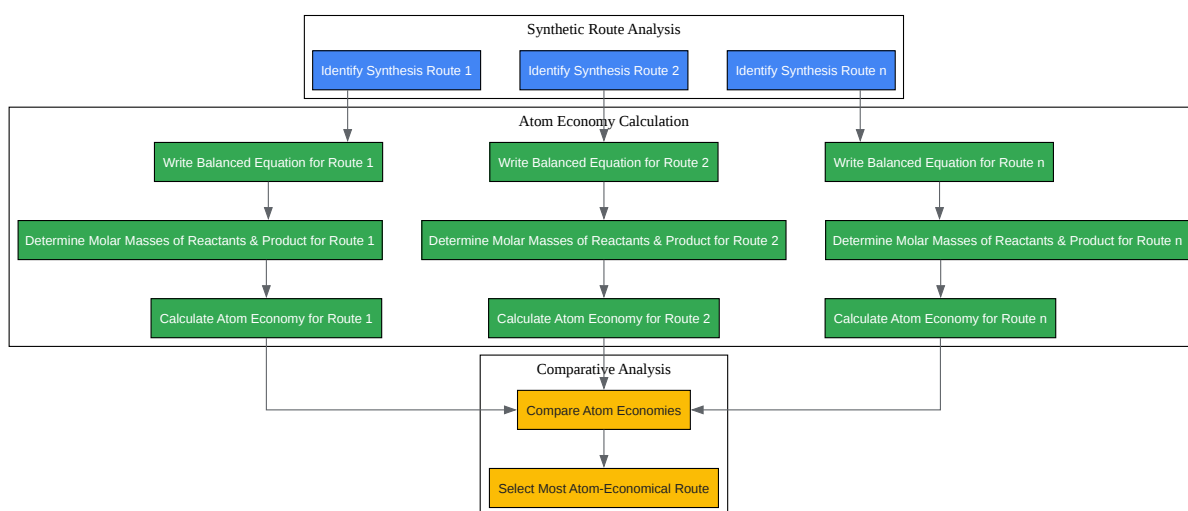 Synthetic Route Analysis
Identify Synthesis Route 1
Identify Synthesis Route 2
Identify Synthesis Route n
Atom Economy Calculation
Write Balanced Equation for Route 1
Write Balanced Equation for Route 2
Write Balanced Equation for Route n
Determine Molar Masses of Reactants & Product for Route 1
Determine Molar Masses of Reactants & Product for Route 2
Determine Molar Masses of Reactants & Product for Route n
Calculate Atom Economy for Route 1
Calculate Atom Economy for Route 2
Calculate Atom Economy for Route n
Comparative Analysis
Compare Atom Economies
Select Most Atom-Economical Route